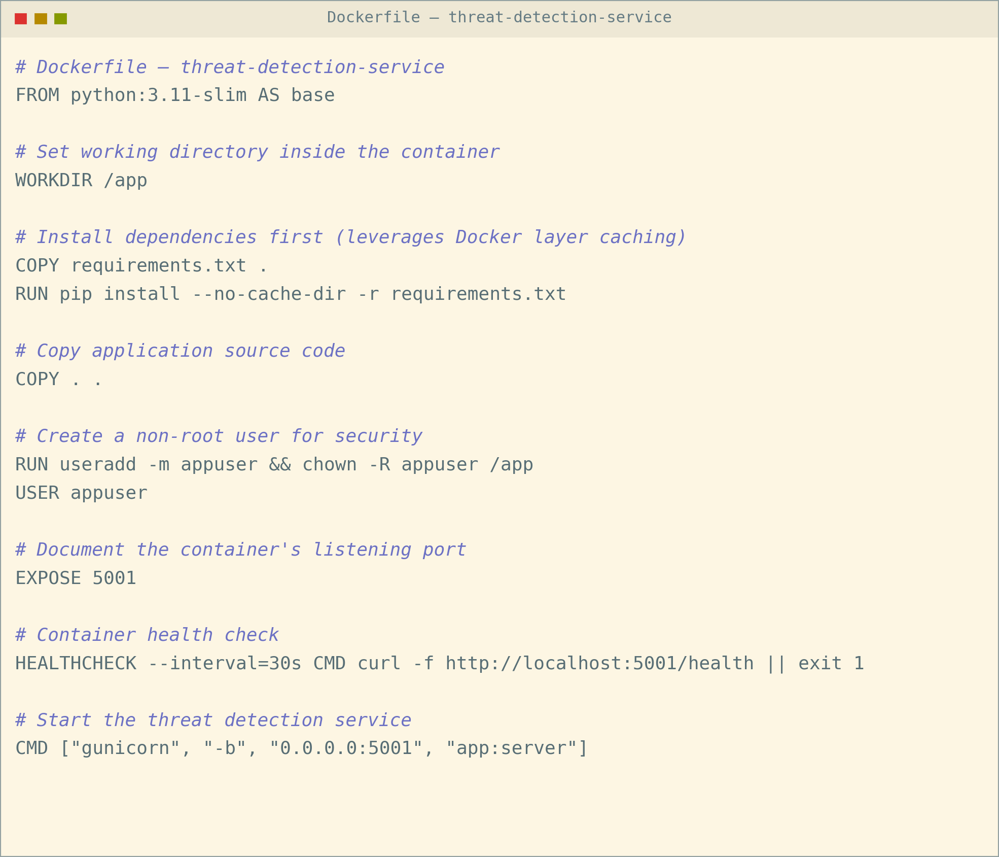 Dockerfile — threat-detection-service
# Dockerfile — threat-detection-service
FROM python:3.11-slim AS base
# Set working directory inside the container
WORKDIR /app
# Install dependencies first (leverages Docker layer caching)
COPY requirements.txt .
RUN pip install --no-cache-dir -r requirements.txt
# Copy application source code
COPY . .
# Create a non-root user for security
RUN useradd -m appuser && chown -R appuser /app
USER appuser
# Document the container's listening port
EXPOSE 5001
# Container health check
HEALTHCHECK --interval=30s CMD curl -f http://localhost:5001/health || exit 1
# Start the threat detection service
CMD ["gunicorn", "-b", "0.0.0.0:5001", "app:server"]